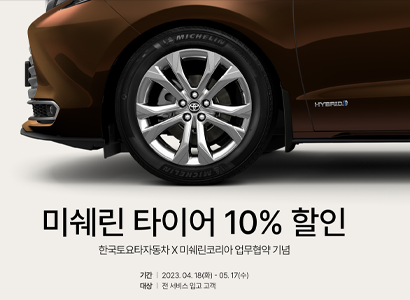 MICHELIN
HYBRID
MICHELIN
미쉐린 타이어 10% 할인
한국토요타자동차 X 미쉐린코리아 업무협약 기념
기간 | 2023. 04. 18(화) - 05. 17(수)
대상 | 전 서비스 입고 고객